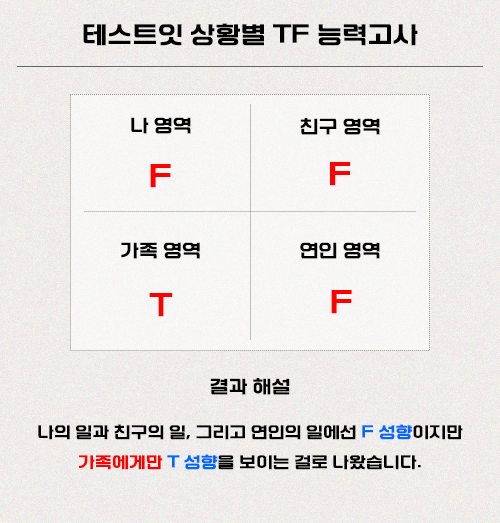 테스트잇 상황별 TF 능력고사
나 영역
F
친구 영역
F
가족 영역
T
연인 영역
F
결과 해설
나의 일과 친구의 일, 그리고 연인의 일에선 F 성향이지만
가족에게만 T 성향을 보이는 걸로 나왔습니다.